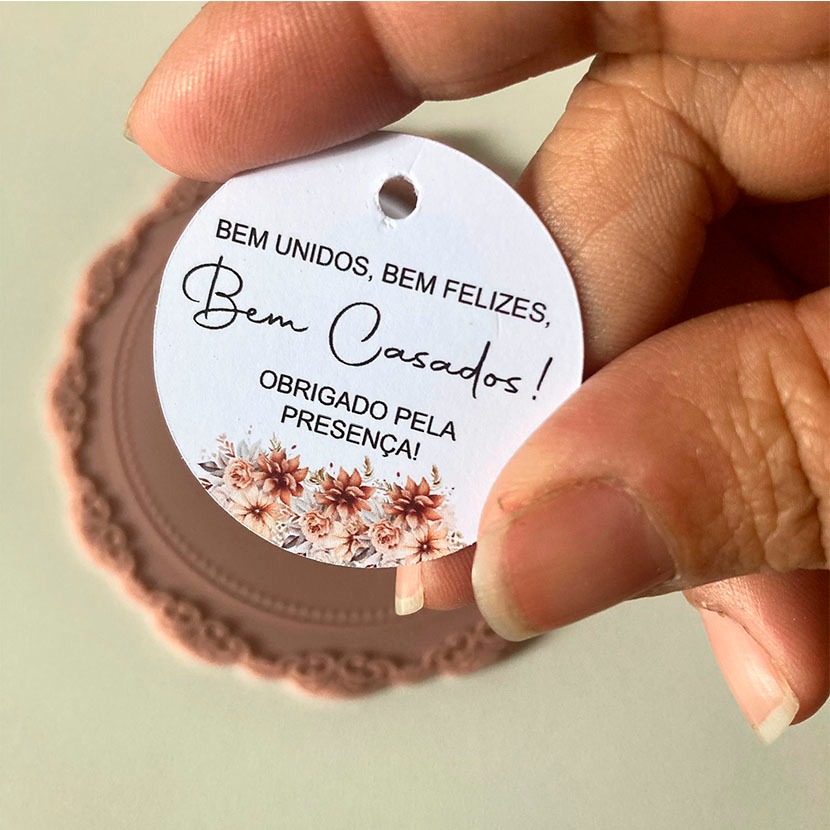 BEM UNIDOS, BEM FELIZES,
Bem Casados!
OBRIGADO PELA
PRESENÇA!